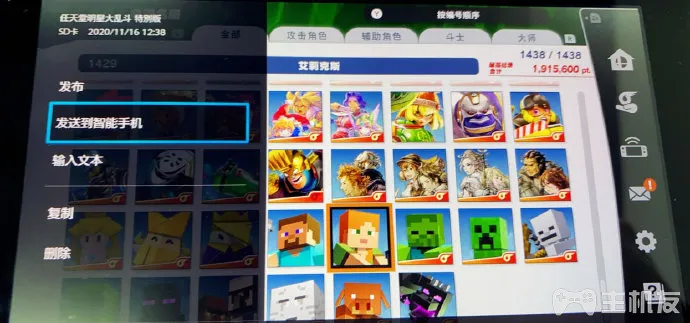 任天堂明星大乱斗 特别版
SD卡 2020/11/16 12:38
按编号顺序
全部
攻击角色
辅助角色
斗士
大师
R
1438 / 1438
1429
艾莉克斯
合计
1,915,600 pt.
发布
发送到智能手机
输入文本
复制
删除
1
主机友